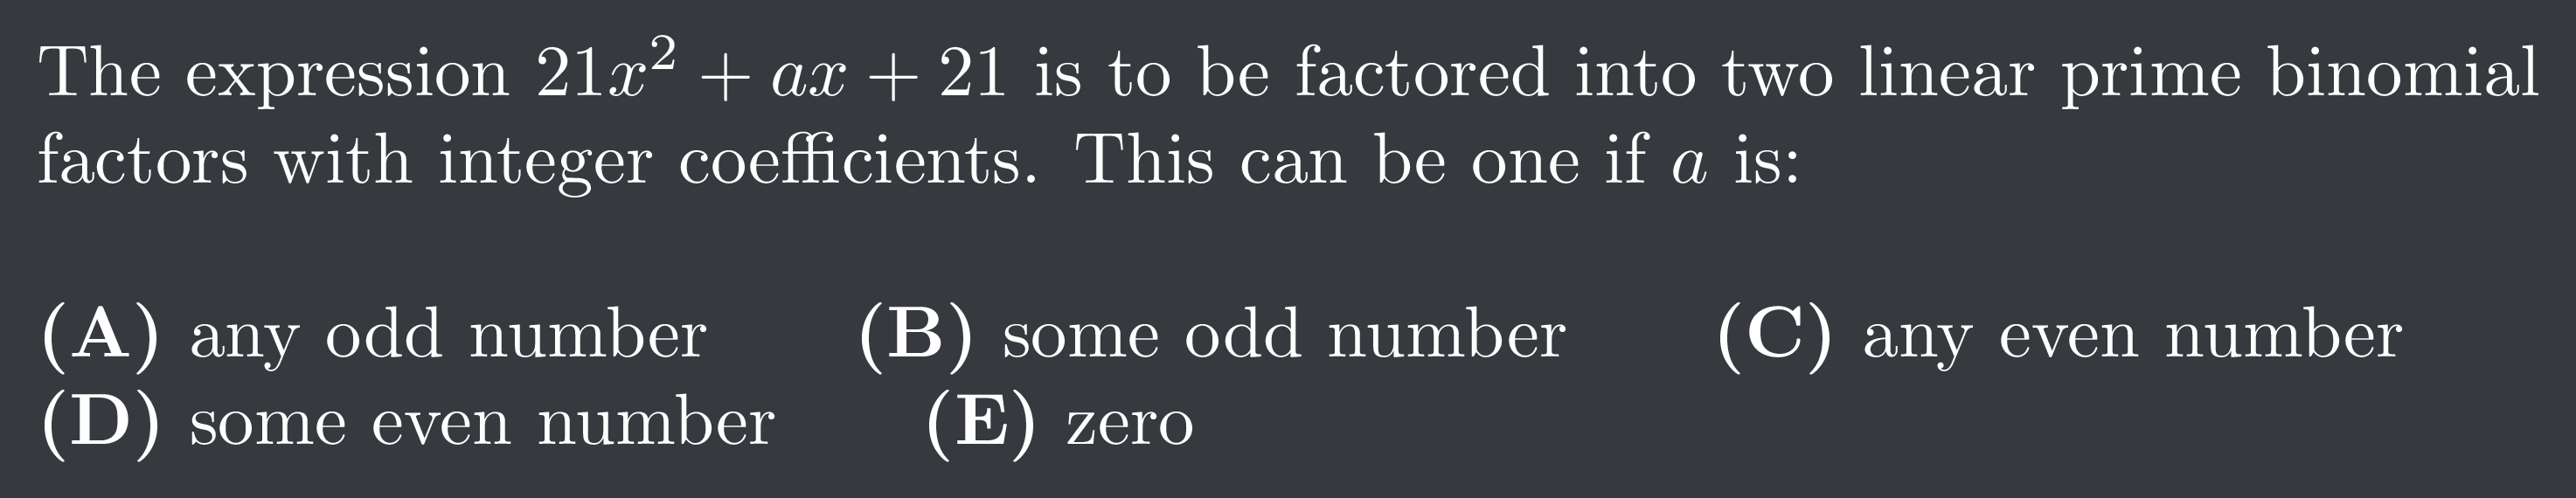 The expression 21x² + ax + 21 is to be factored into two linear prime binomial
factors with integer coefficients. This can be one if a is:
(A) any odd number (B) some odd number (C) any even number
(D) some even number (E) zero